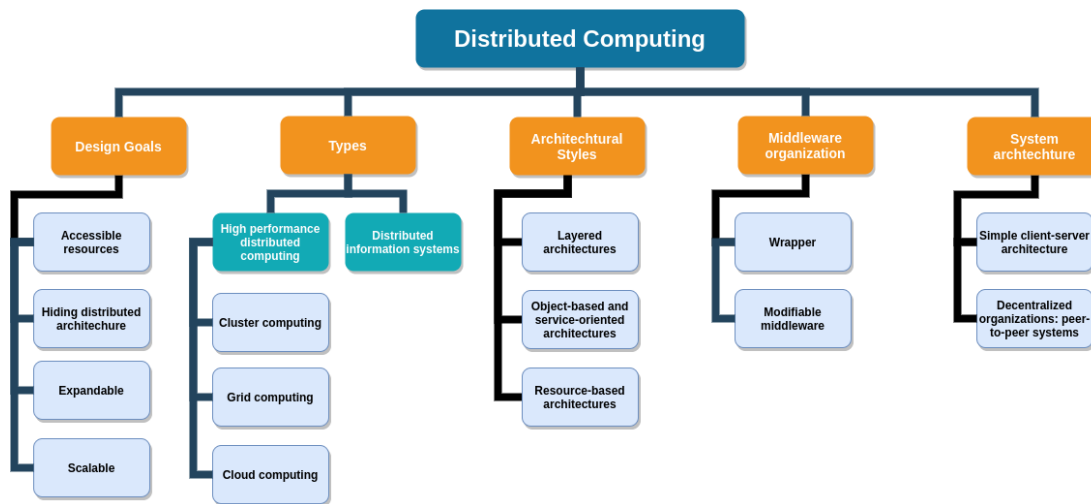 Distributed Computing
Design Goals
Types
Architechtural
Styles
Middleware
organization
System
archtechture
Accessible
resources
Hiding distributed
architechure
Expandable
Scalable
High performance
distributed
computing
Distributed
information systems
Cluster computing
Grid computing
Cloud computing
Layered
architectures
Object-based and
service-oriented
architectures
Resource-based
architectures
Wrapper
Modifiable
middleware
Simple client-server
architecture
Decentralized
organizations: peer-
to-peer systems